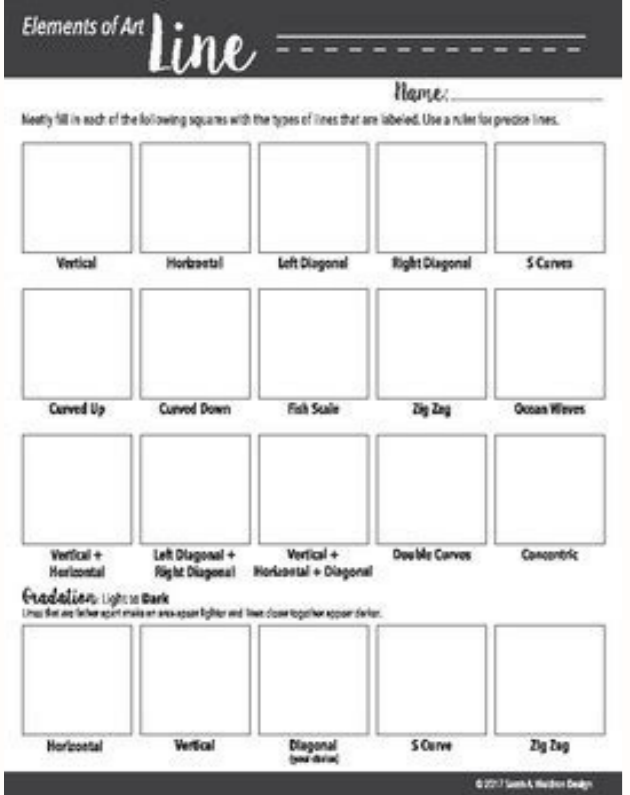 Elements of Art Line
Name:
Neatly fill in each of the following squares with the types of lines that are labeled. Use a ruler for precise lines.
Vertical Horizontal Left Diagonal Right Diagonal S Curves
Curved Up Curved Down Fish Scale Zig Zag Ocean Waves
Vertical + Left Diagonal + Vertical + Double Curves Concentric
Horizontal Right Diagonal Horizontal + Diagonal
Gradation: Light to Dark
Lines that are farther apart make an area appear lighter and lines closer together appear darker.
Horizontal Vertical Diagonal S Curve Zig Zag
(your choice)
© 2017 A. Design